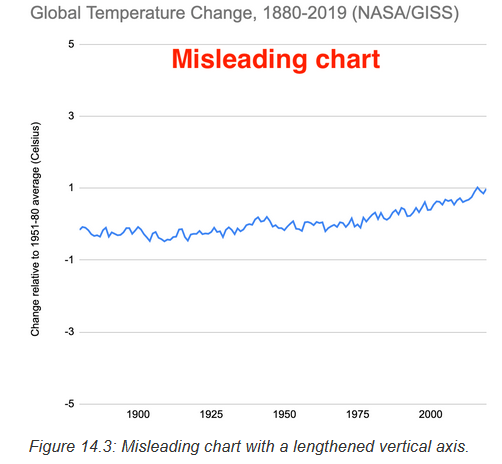 Global Temperature Change, 1880-2019 (NASA/GISS)
Misleading chart
5
3
1
-1
-3
-5
Change relative to 1951-80 average (Celsius)
1900 1925 1950 1975 2000
Figure 14.3: Misleading chart with a lengthened vertical axis.